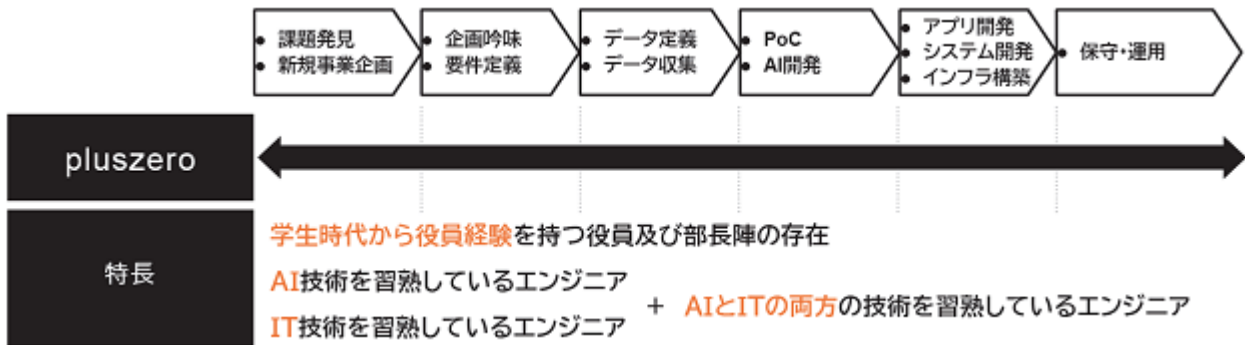 • 課題発見
• 新規事業企画
• 企画吟味
• 要件定義
• データ定義
• データ収集
• PoC
• AI開発
• アプリ開発
• システム開発
• インフラ構築
• 保守・運用
pluszero
特長
学生時代から役員経験を持つ役員及び部長陣の存在
AI技術を習熟しているエンジニア
IT技術を習熟しているエンジニア
+ AIとITの両方の技術を習熟しているエンジニア